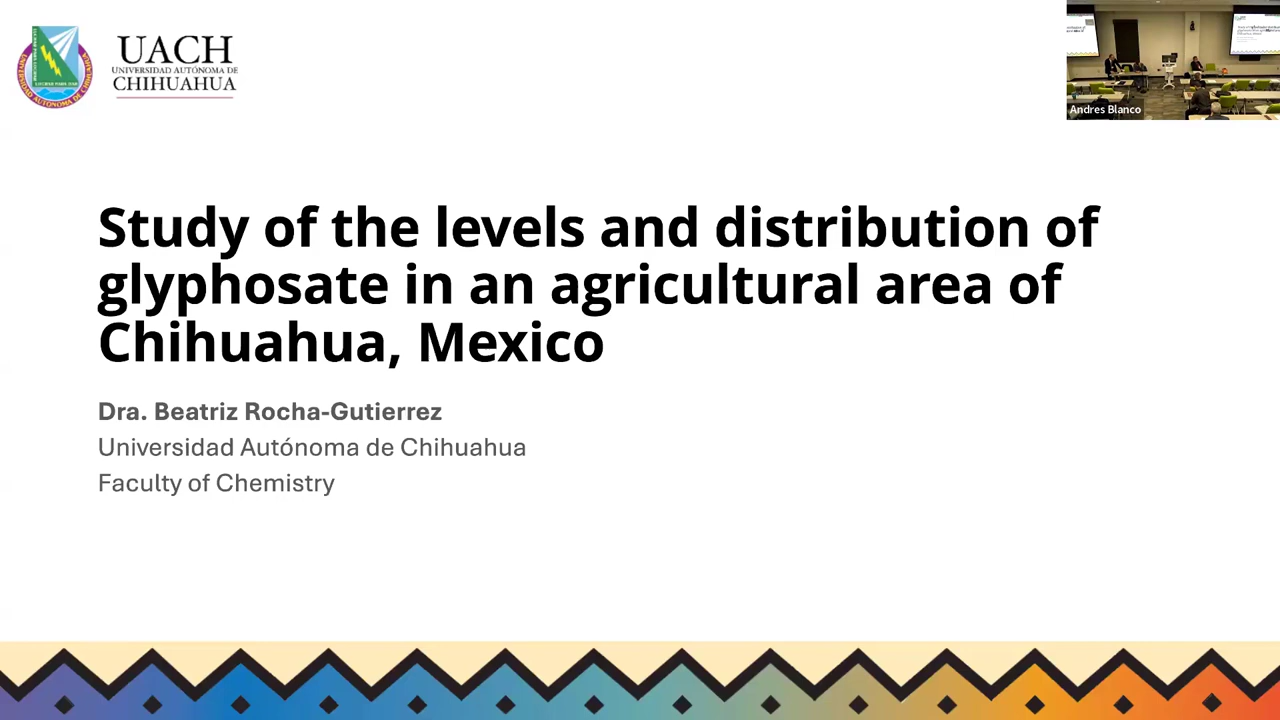 UACH
UNIVERSIDAD AUTÓNOMA DE
CHIHUAHUA
Andres Blanco
Study of the levels and distribution of
glyphosate in an agricultural area of
Chihuahua, Mexico
Dra. Beatriz Rocha-Gutierrez
Universidad Autónoma de Chihuahua
Faculty of Chemistry